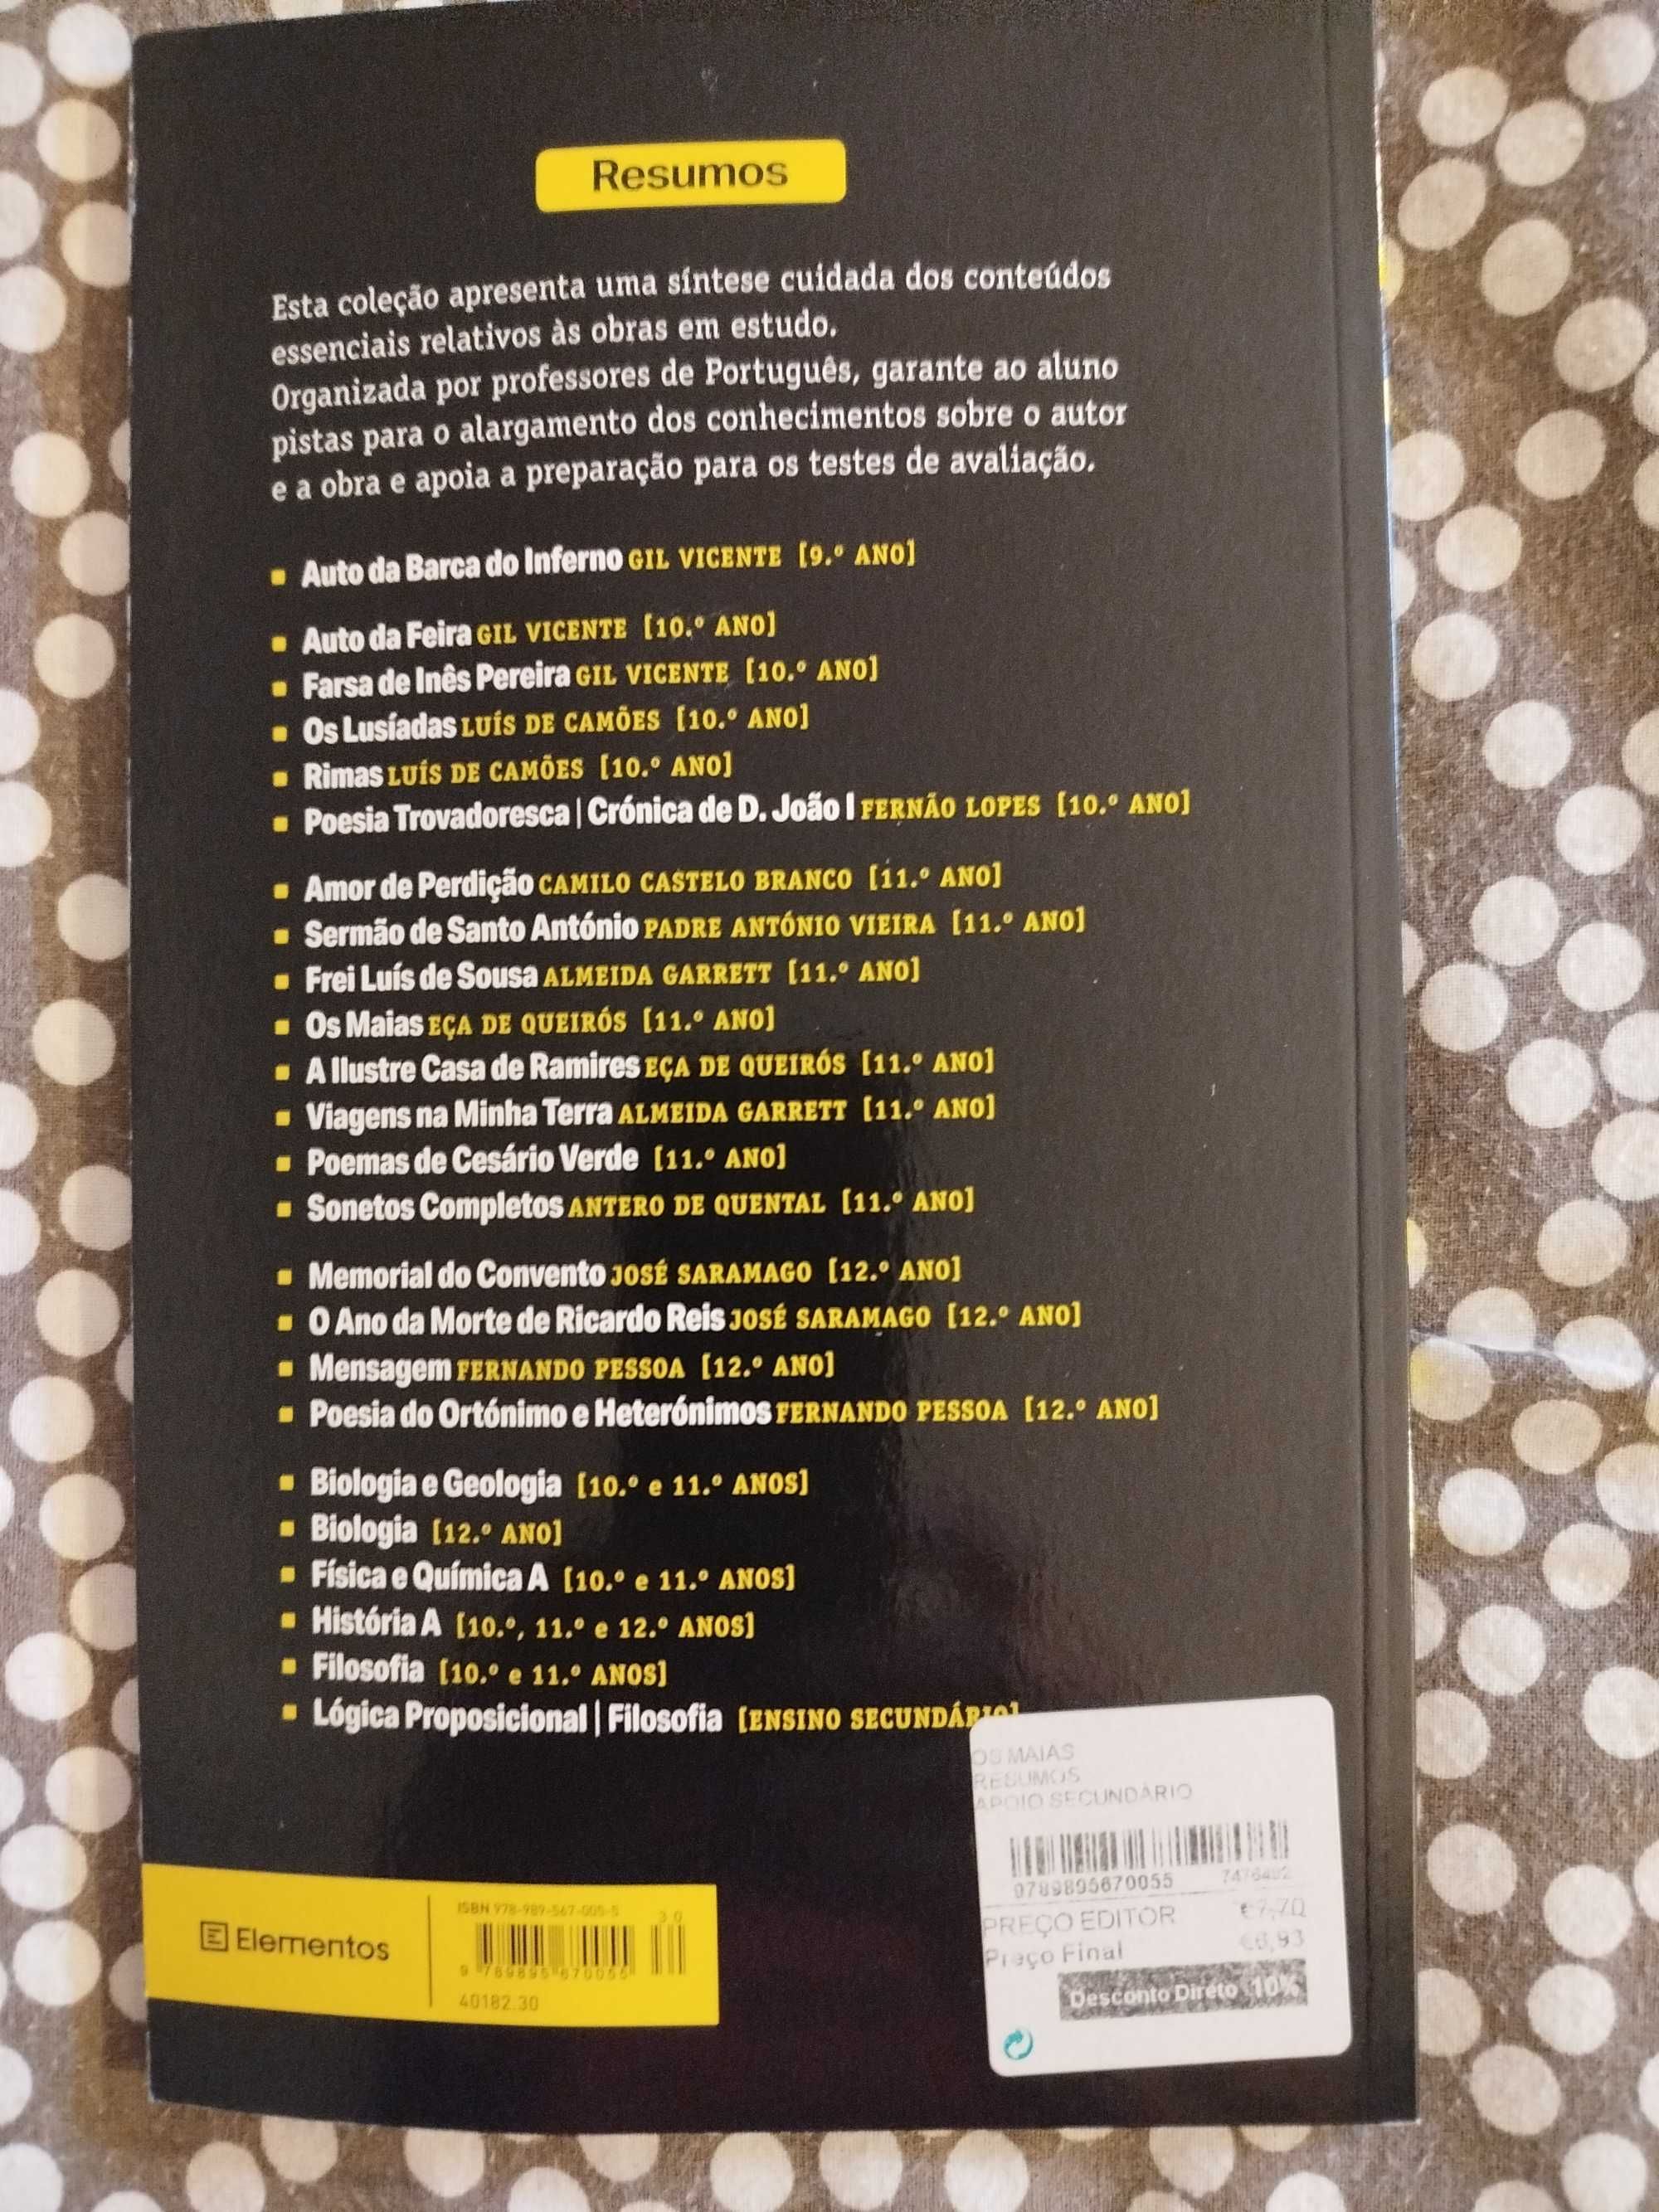 Resumos
Esta coleção apresenta uma síntese cuidada dos conteúdos
essenciais relativos às obras em estudo.
Organizada por professores de Português, garante ao aluno
pistas para o alargamento dos conhecimentos sobre o autor
e a obra e apoia a preparação para os testes de avaliação.
Auto da Barca do Inferno GIL VICENTE [9.º ANO]
Auto da Feira GIL VICENTE [10.º ANO]
Farsa de Inês Pereira GIL VICENTE [10.º ANO]
Os Lusíadas LUÍS DE CAMÕES [10.º ANO]
Rimas LUÍS DE CAMÕES [10.º ANO]
Poesia Trovadoresca | Crónica de D. João I FERNÃO LOPES [10.º ANO]
Amor de Perdição CAMILO CASTELO BRANCO [11.º ANO]
Sermão de Santo António PADRE ANTÓNIO VIEIRA [11.º ANO]
Frei Luís de Sousa ALMEIDA GARRETT [11.º ANO]
Os Maias EÇA DE QUEIRÓS [11.º ANO]
A Ilustre Casa de Ramires EÇA DE QUEIRÓS [11.º ANO]
Viagens na Minha Terra ALMEIDA GARRETT [11.º ANO]
Poemas de Cesário Verde [11.º ANO]
Sonetos Completos ANTERO DE QUENTAL [11.º ANO]
Memorial do Convento JOSÉ SARAMAGO [12.º ANO]
O Ano da Morte de Ricardo Reis JOSÉ SARAMAGO [12.º ANO]
Mensagem FERNANDO PESSOA [12.º ANO]
Poesia do Ortónimo e Heterónimos FERNANDO PESSOA [12.º ANO]
Biologia e Geologia [10.º e 11.º ANOS]
Biologia [12.º ANO]
Física e Química A [10.º e 11.º ANOS]
História A [10.º, 11.º e 12.º ANOS]
Filosofia [10.º e 11.º ANOS]
Lógica Proposicional | Filosofia [ENSINO SECUNDÁRIO]
OS MAIAS
RESUMOS
APOIO SECUNDÁRIO
9789895670055
PREÇO EDITOR €7,70
Preço Final €6,93
Desconto Direto 10%
Elementos
ISBN 978-989-567-005-5
30
9 789895 670055
40182.30